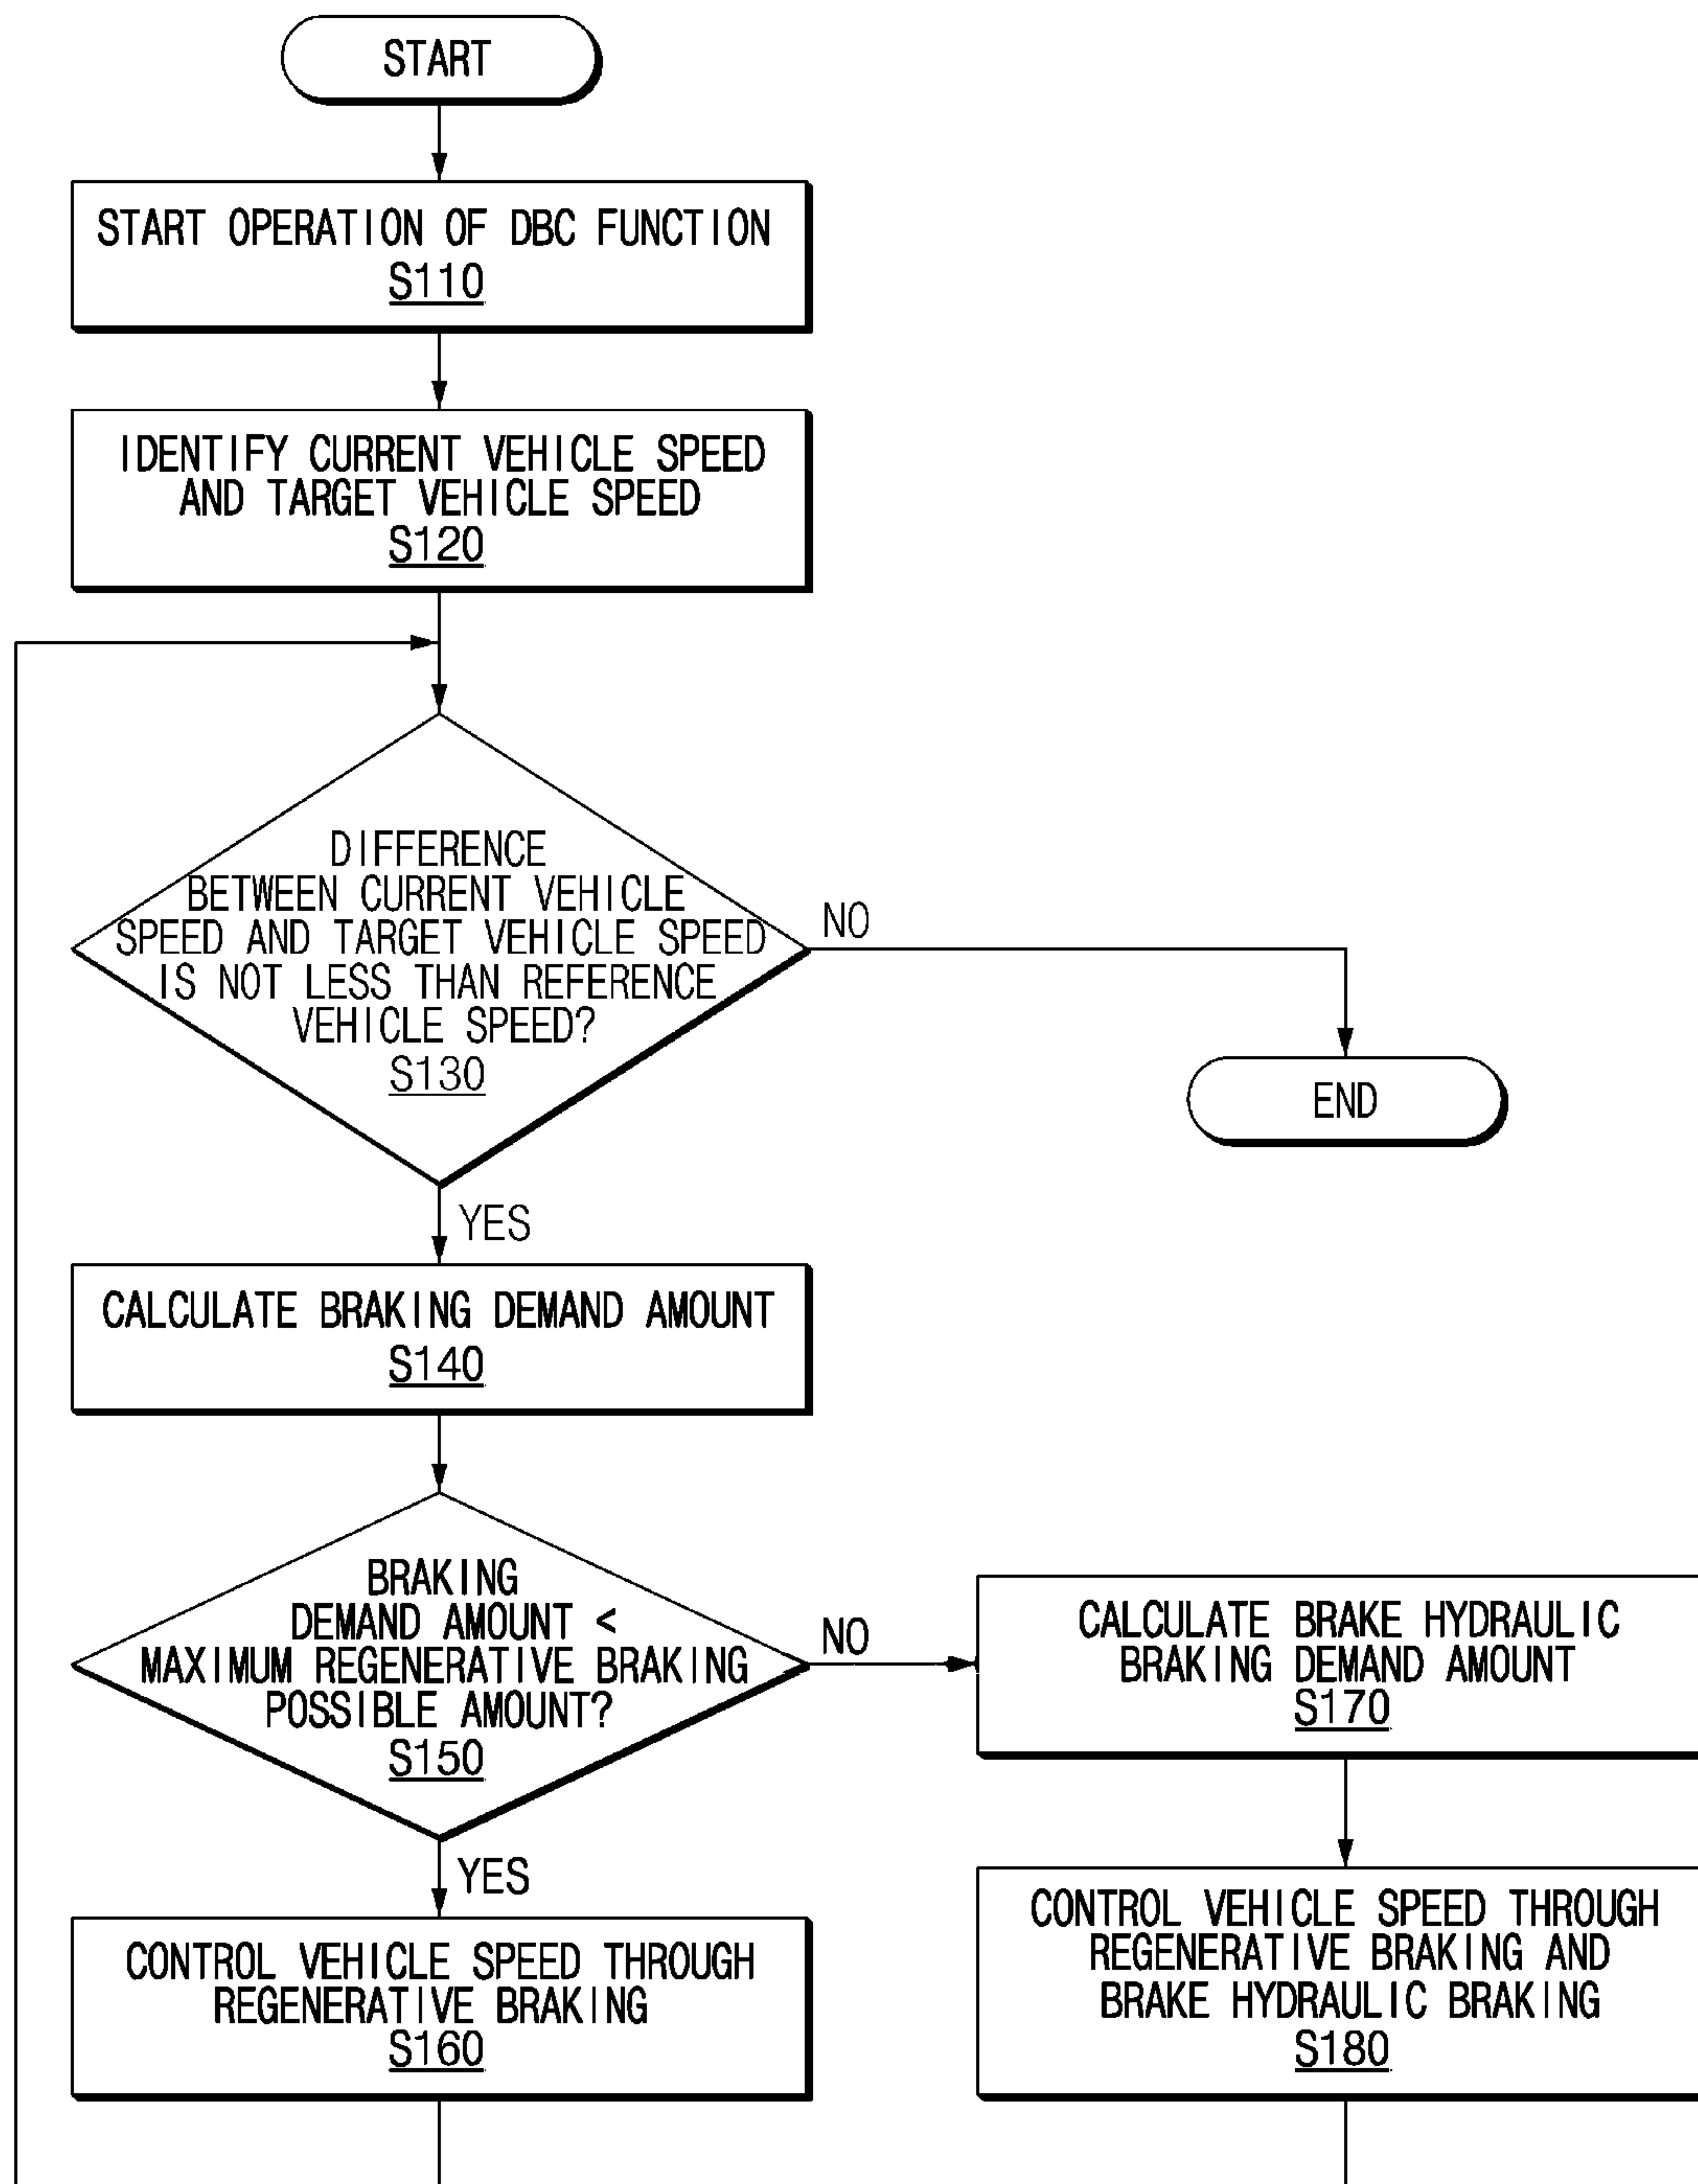 START
START OPERATION OF DBC FUNCTION
S110
IDENTIFY CURRENT VEHICLE SPEED
AND TARGET VEHICLE SPEED
S120
DIFFERENCE
BETWEEN CURRENT VEHICLE
SPEED AND TARGET VEHICLE SPEED
IS NOT LESS THAN REFERENCE
VEHICLE SPEED?
S130
NO
END
YES
CALCULATE BRAKING DEMAND AMOUNT
S140
BRAKING
DEMAND AMOUNT <
MAXIMUM REGENERATIVE BRAKING
POSSIBLE AMOUNT?
S150
NO
CALCULATE BRAKE HYDRAULIC
BRAKING DEMAND AMOUNT
S170
YES
CONTROL VEHICLE SPEED THROUGH
REGENERATIVE BRAKING
S160
CONTROL VEHICLE SPEED THROUGH
REGENERATIVE BRAKING AND
BRAKE HYDRAULIC BRAKING
S180